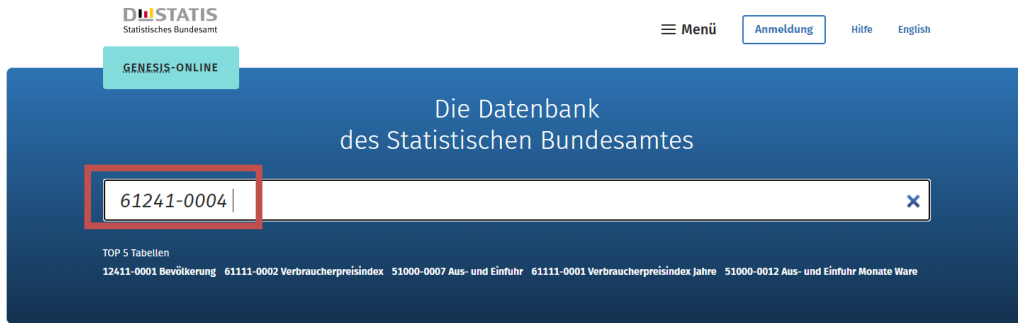 DESTATIS
Statistisches Bundesamt
Menü Anmeldung Hilfe English
GENESIS-ONLINE
Die Datenbank
des Statistischen Bundesamtes
61241-0004
TOP 5 Tabellen
12411-0001 Bevölkerung 61111-0002 Verbraucherpreisindex 51000-0007 Aus- und Einfuhr 61111-0001 Verbraucherpreisindex Jahre 51000-0012 Aus- und Einfuhr Monate Ware